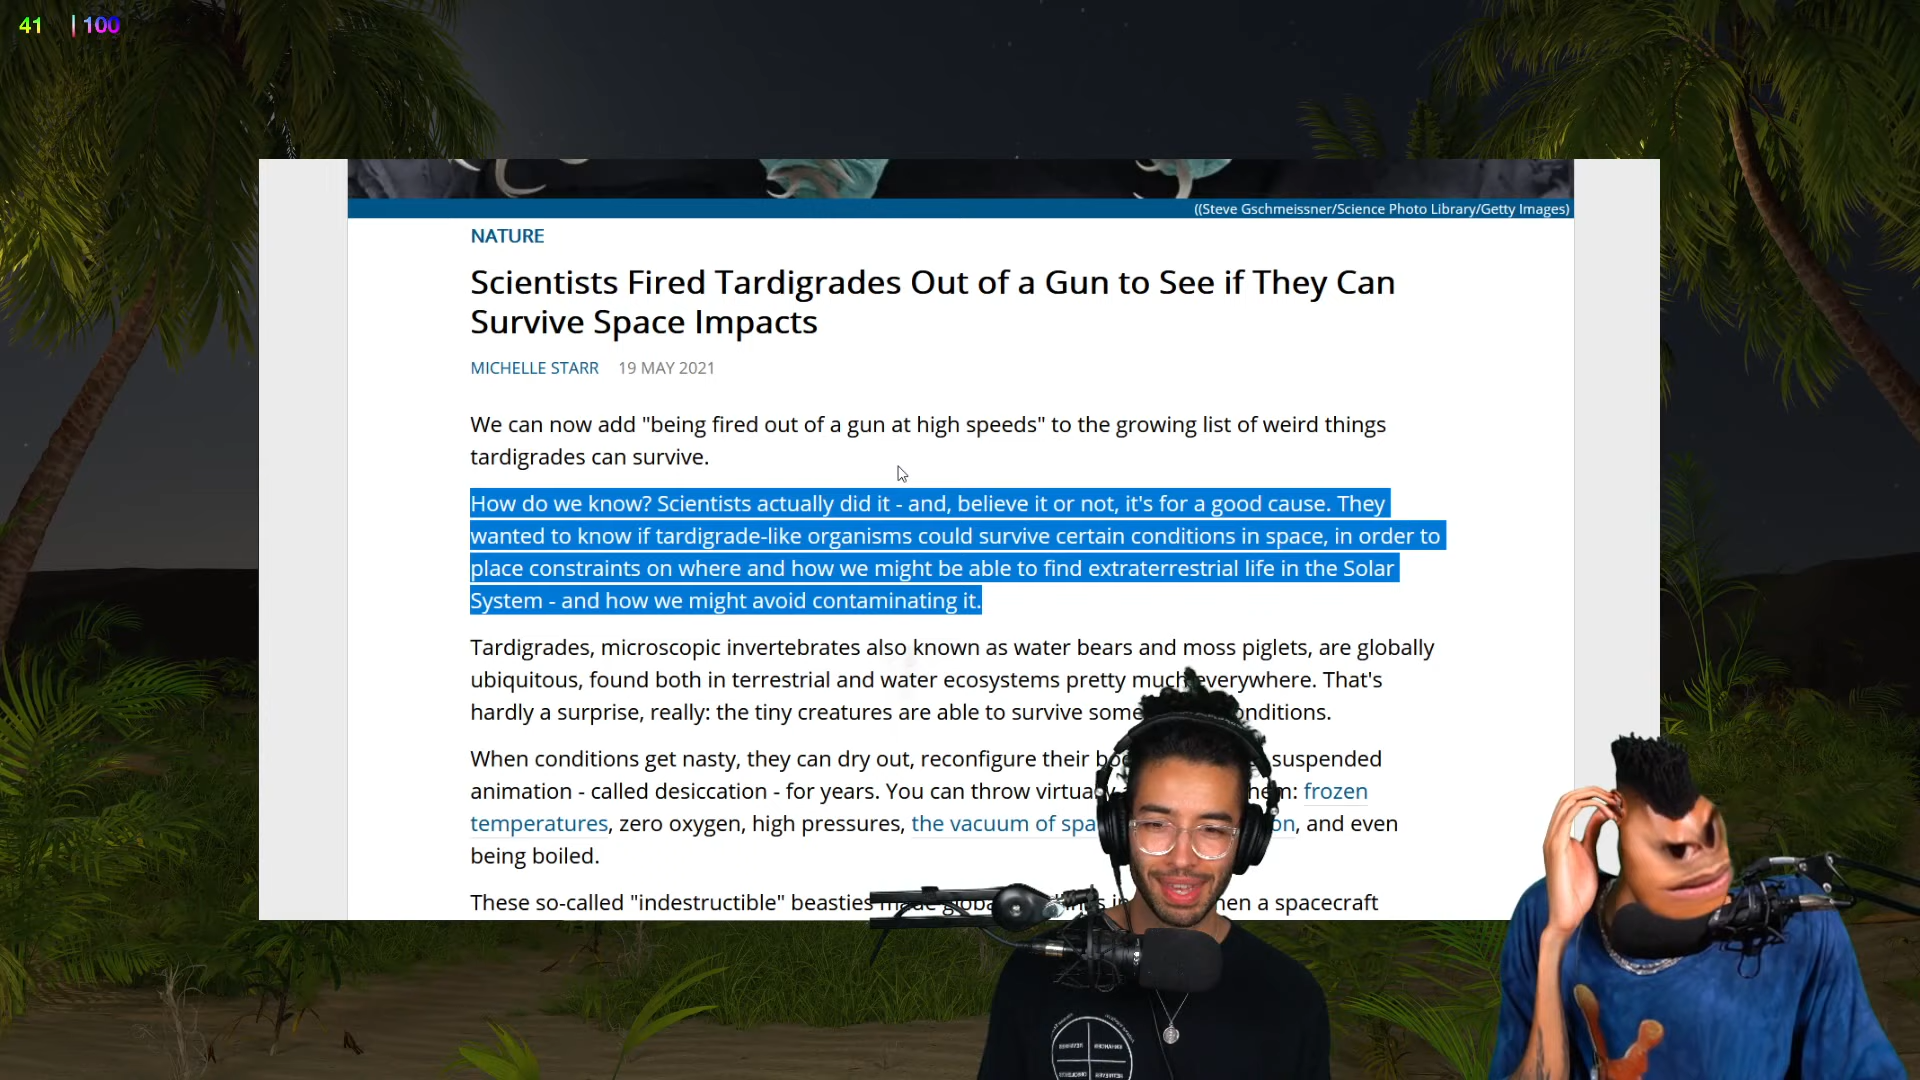 41 | 100
((Steve Gschmeissner/Science Photo Library/Getty Images)
NATURE
Scientists Fired Tardigrades Out of a Gun to See if They Can
Survive Space Impacts
MICHELLE STARR 19 MAY 2021
We can now add "being fired out of a gun at high speeds" to the growing list of weird things
tardigrades can survive.
How do we know? Scientists actually did it - and, believe it or not, it's for a good cause. They
wanted to know if tardigrade-like organisms could survive certain conditions in space, in order to
place constraints on where and how we might be able to find extraterrestrial life in the Solar
System - and how we might avoid contaminating it.
Tardigrades, microscopic invertebrates also known as water bears and moss piglets, are globally
ubiquitous, found both in terrestrial and water ecosystems pretty much everywhere. That's
hardly a surprise, really: the tiny creatures are able to survive some conditions.
When conditions get nasty, they can dry out, reconfigure their suspended
animation - called desiccation - for years. You can throw them: frozen
temperatures, zero oxygen, high pressures, the vacuum of and even
being boiled.
These so-called "indestructible" beasties a spacecraft